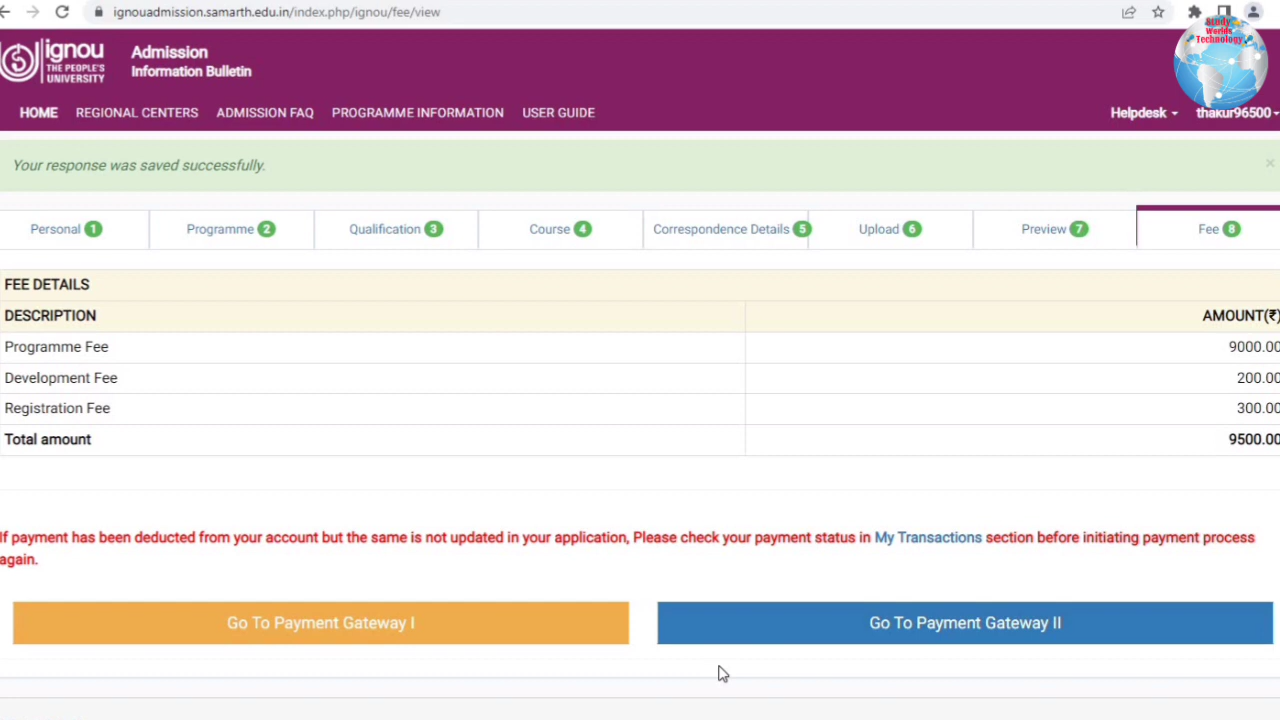 ignouadmission.samarth.edu.in/index.php/ignou/fee/view
Study
Worlds
Technology
ignou
THE PEOPLE'S
UNIVERSITY
Admission
Information Bulletin
HOME REGIONAL CENTERS ADMISSION FAQ PROGRAMME INFORMATION USER GUIDE Helpdesk thakur96500
Your response was saved successfully. ×
Personal 1 Programme 2 Qualification 3 Course 4 Correspondence Details 5 Upload 6 Preview 7 Fee 8
FEE DETAILS
DESCRIPTION AMOUNT(₹)
Programme Fee 9000.00
Development Fee 200.00
Registration Fee 300.00
Total amount 9500.00
If payment has been deducted from your account but the same is not updated in your application, Please check your payment status in My Transactions section before initiating payment process
again.
Go To Payment Gateway I Go To Payment Gateway II